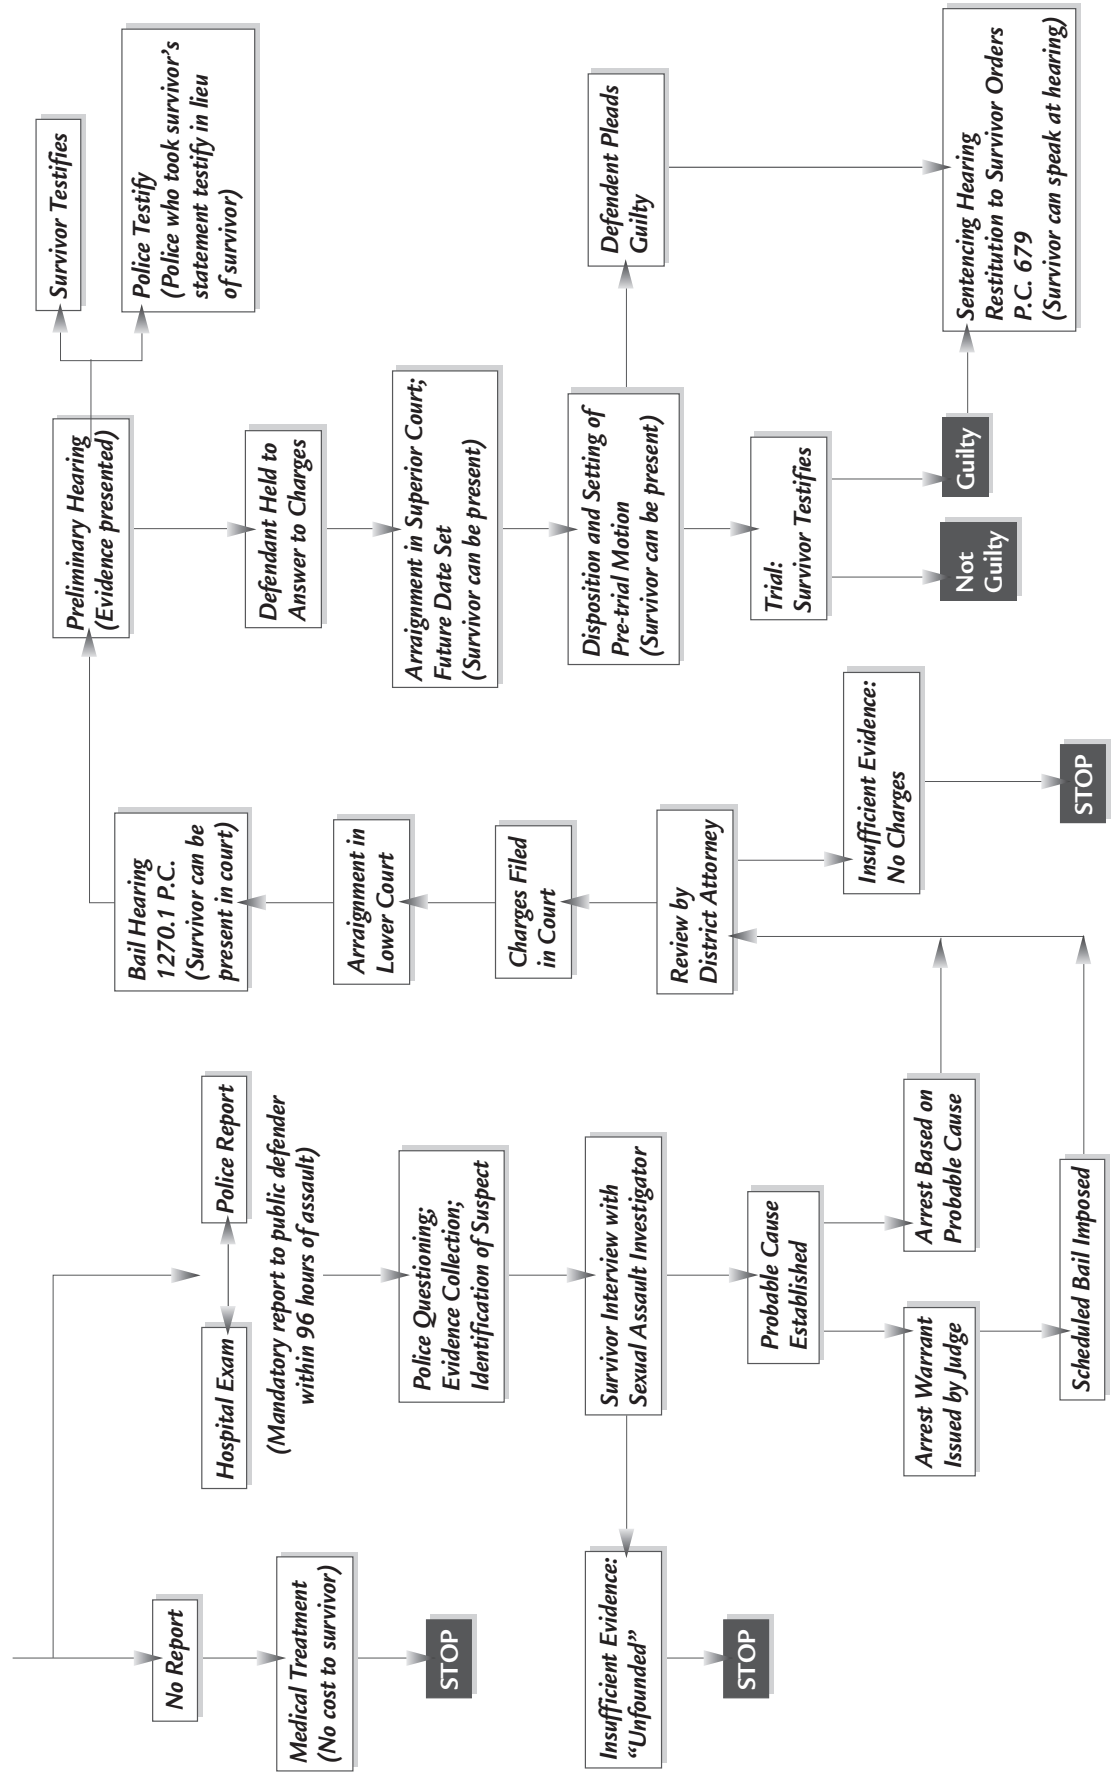 No Report
Medical Treatment
(No cost to survivor)
STOP
Hospital Exam
Police Report
(Mandatory report to public defender
within 96 hours of assault)
Police Questioning;
Evidence Collection;
Identification of Suspect
Survivor Interview with
Sexual Assault Investigator
Insufficient Evidence:
“Unfounded”
STOP
Probable Cause
Established
Arrest Warrant
Issued by Judge
Arrest Based on
Probable Cause
Scheduled Bail Imposed
Review by
District Attorney
Insufficient Evidence:
No Charges
STOP
Charges Filed
in Court
Arraignment in
Lower Court
Bail Hearing
1270.1 P.C.
(Survivor can be
present in court)
Preliminary Hearing
(Evidence presented)
Survivor Testifies
Police Testify
(Police who took survivor’s
statement testify in lieu
of survivor)
Defendant Held to
Answer to Charges
Arraignment in Superior Court;
Future Date Set
(Survivor can be present)
Disposition and Setting of
Pre-trial Motion
(Survivor can be present)
Defendent Pleads
Guilty
Trial:
Survivor Testifies
Not
Guilty
Guilty
Sentencing Hearing
Restitution to Survivor Orders
P.C. 679
(Survivor can speak at hearing)